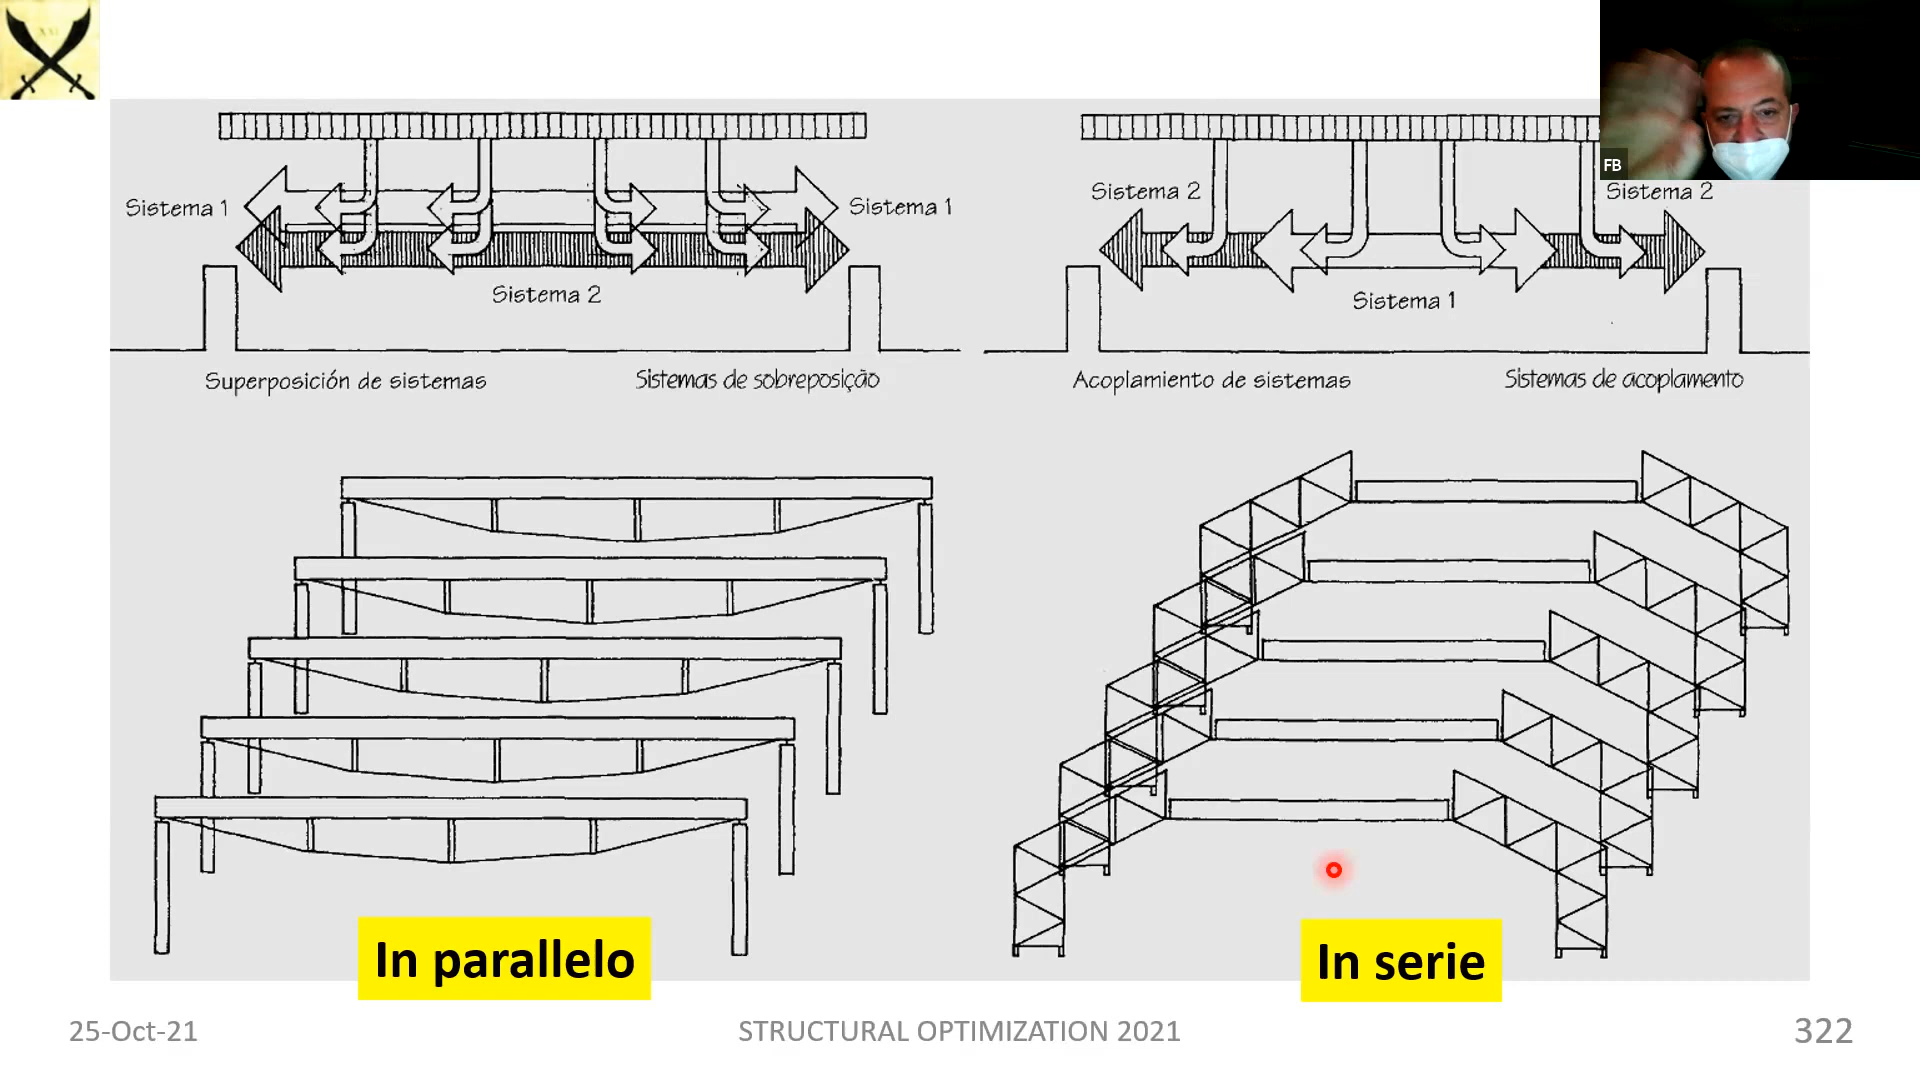 XXI
FB
Sistema 1
Sistema 1
Sistema 2
Sistema 2
Sistema 2
Sistema 1
Superposición de sistemas
Sistemas de sobreposição
Acoplamiento de sistemas
Sistemas de acoplamento
In parallelo
In serie
25-Oct-21
STRUCTURAL OPTIMIZATION 2021
322